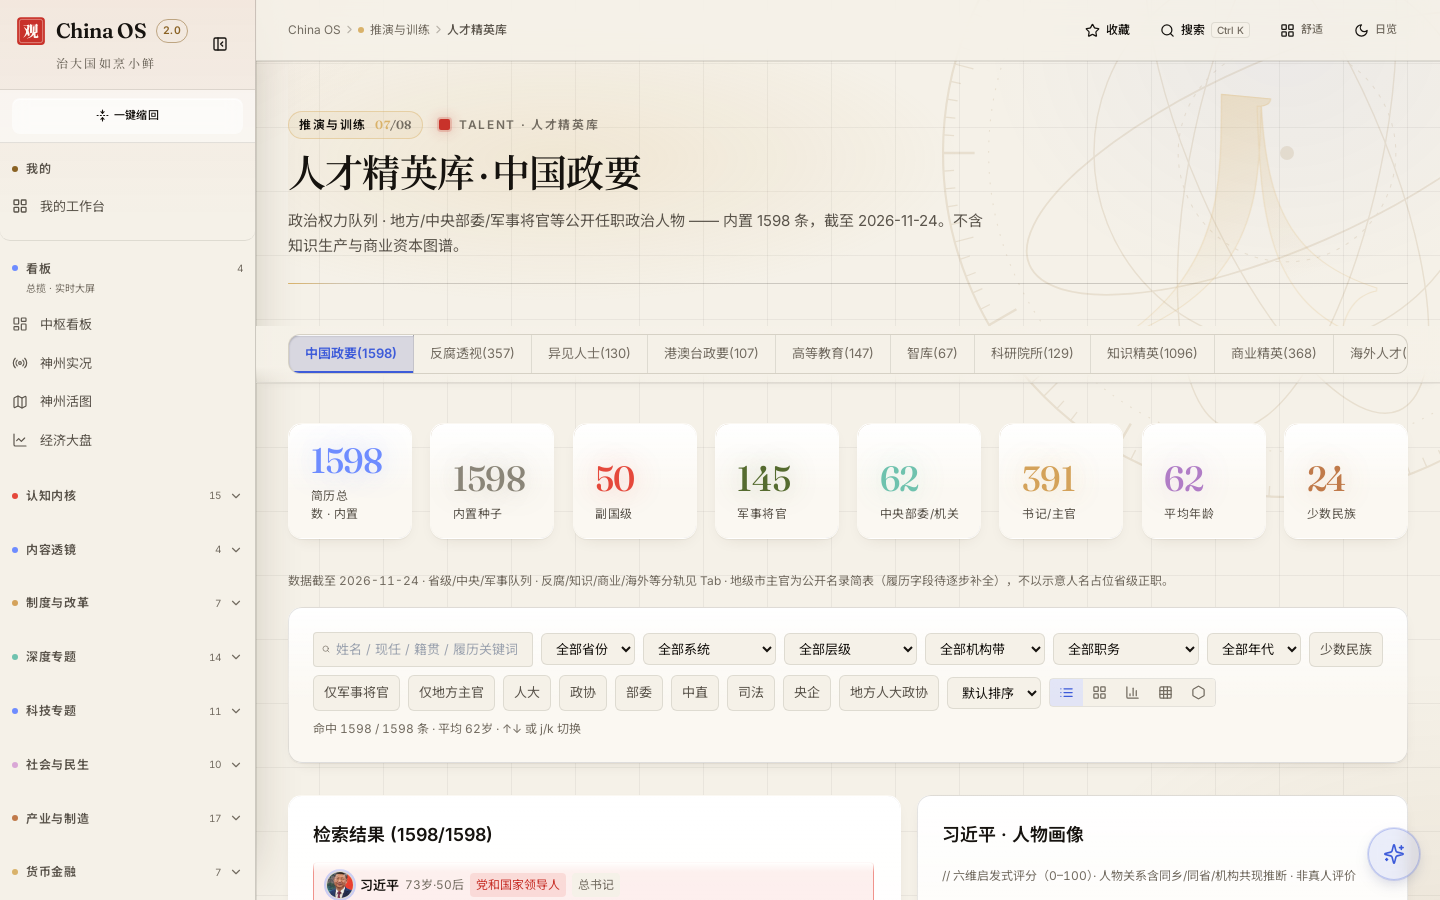 观 China OS 2.0
治大国如烹小鲜
一键缩回
我的
我的工作台
看板 4
总揽 · 实时大屏
中枢看板
神州实况
神州活图
经济大盘
认知内核 15
内容透镜 4
制度与改革 7
深度专题 14
科技专题 11
社会与民生 10
产业与制造 17
货币金融 7
China OS > 推演与训练 > 人才精英库
收藏 搜索 Ctrl K 舒适 日览
推演与训练 07/08 TALENT · 人才精英库
人才精英库·中国政要
政治权力队列 · 地方/中央部委/军事将官等公开任职政治人物 —— 内置 1598 条，截至 2026-11-24。不含
知识生产与商业资本图谱。
中国政要(1598) 反腐透视(357) 异见人士(130) 港澳台政要(107) 高等教育(147) 智库(67) 科研院所(129) 知识精英(1096) 商业精英(368) 海外人才(
1598 简历总
数 · 内置
1598 内置种子
50 副国级
145 军事将官
62 中央部委/机关
391 书记/主官
62 平均年龄
24 少数民族
数据截至 2026-11-24 · 省级/中央/军事队列 · 反腐/知识/商业/海外等分轨见 Tab · 地级市主官为公开名录简表（履历字段待逐步补全），不以示意人名占位省级正职。
姓名 / 现任 / 籍贯 / 履历关键词 全部省份 全部系统 全部层级 全部机构带 全部职务 全部年代 少数民族
仅军事将官 仅地方主官 人大 政协 部委 中直 司法 央企 地方人大政协 默认排序
命中 1598 / 1598 条 · 平均 62岁 · ↑↓ 或 j/k 切换
检索结果 (1598/1598)
习近平 73岁·50后 党和国家领导人 总书记
习近平 · 人物画像
// 六维启发式评分（0–100）· 人物关系含同乡/同省/机构共现推断 · 非真人评价